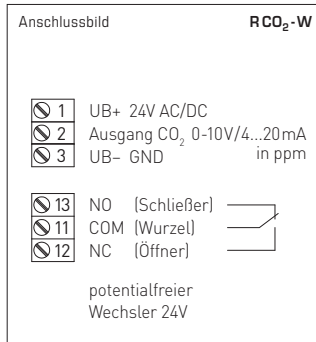 Anschlussbild RCO₂-W
1 UB+ 24V AC/DC
2 Ausgang CO₂ 0-10V/4...20mA
3 UB– GND in ppm
13 NO (Schließer)
11 COM (Wurzel)
12 NC (Öffner)
potentialfreier
Wechsler 24V